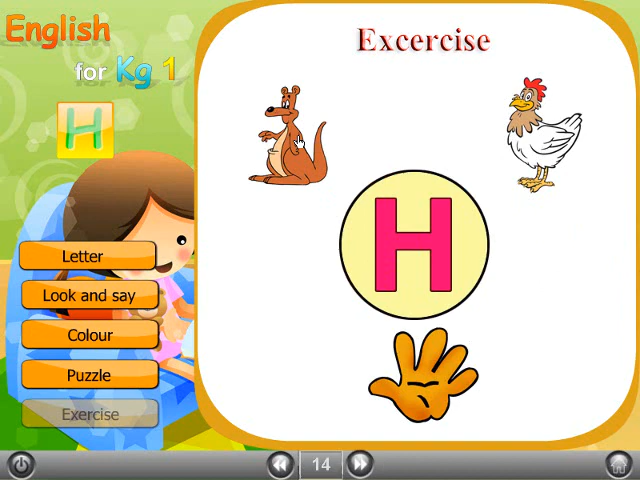 English
for Kg 1
H
Letter
Look and say
Colour
Puzzle
Exercise
Excercise
H
14